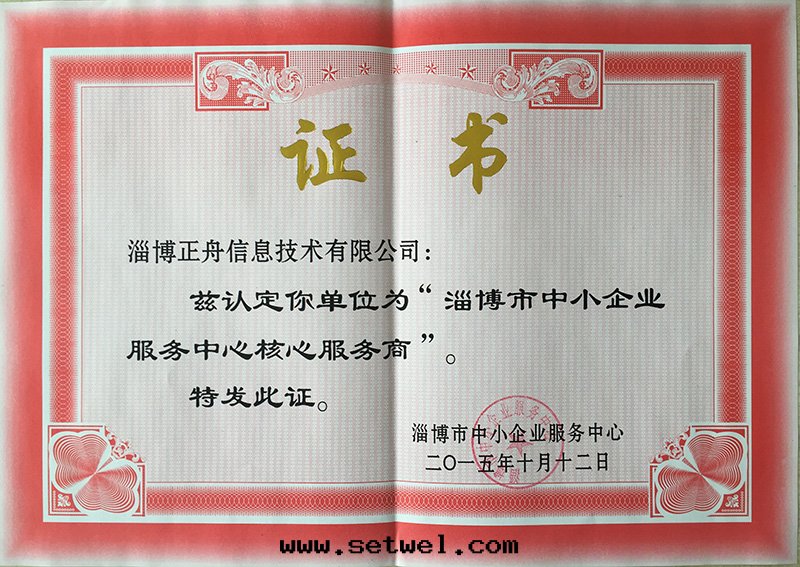 证书
淄博正舟信息技术有限公司：
兹认定你单位为“淄博市中小企业
服务中心核心服务商”。
特发此证。
淄博市中小企业服务中心
二〇一五年十月十二日
www.setwel.com